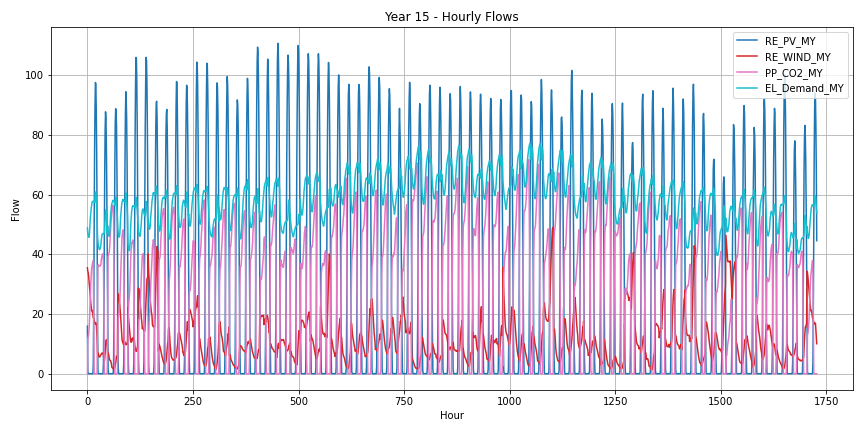 Year 15 - Hourly Flows
RE_PV_MY
RE_WIND_MY
PP_CO2_MY
EL_Demand_MY
100
80
60
40
20
0
Flow
0 250 500 750 1000 1250 1500 1750
Hour